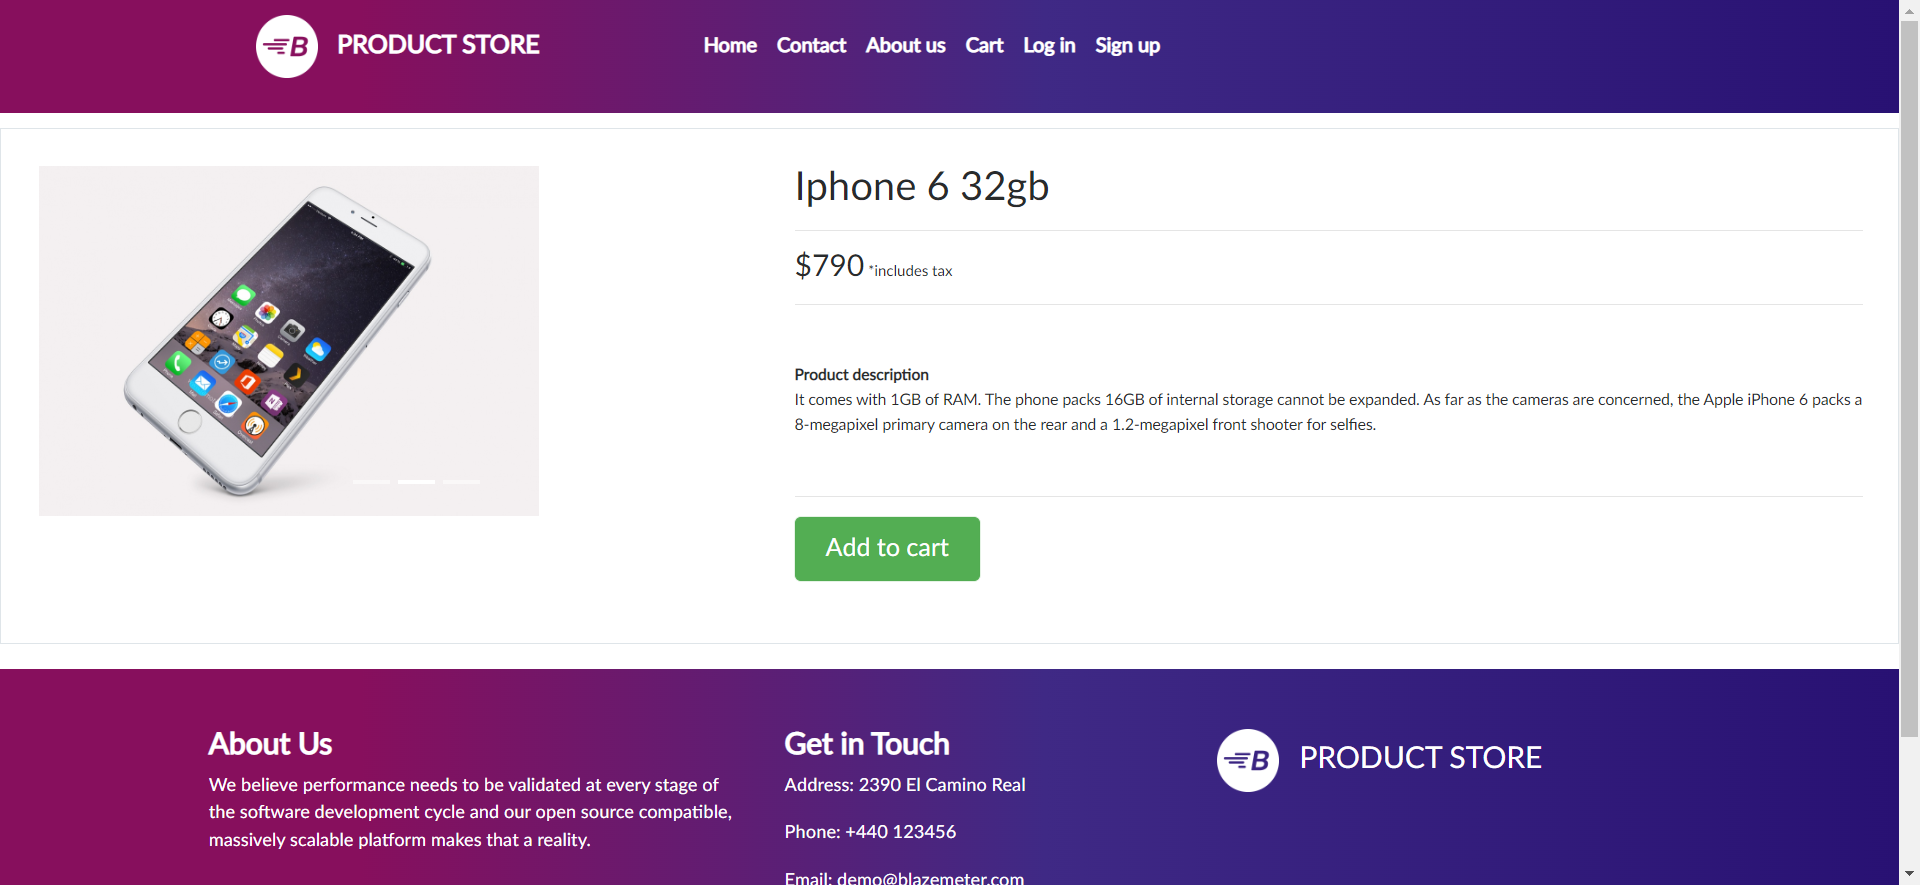 B PRODUCT STORE
Home Contact About us Cart Log in Sign up
Iphone 6 32gb
$790 *includes tax
Product description
It comes with 1GB of RAM. The phone packs 16GB of internal storage cannot be expanded. As far as the cameras are concerned, the Apple iPhone 6 packs a
8-megapixel primary camera on the rear and a 1.2-megapixel front shooter for selfies.
Add to cart
About Us
We believe performance needs to be validated at every stage of
the software development cycle and our open source compatible,
massively scalable platform makes that a reality.
Get in Touch
Address: 2390 El Camino Real
Phone: +440 123456
Email: demo@blazemeter.com
B PRODUCT STORE